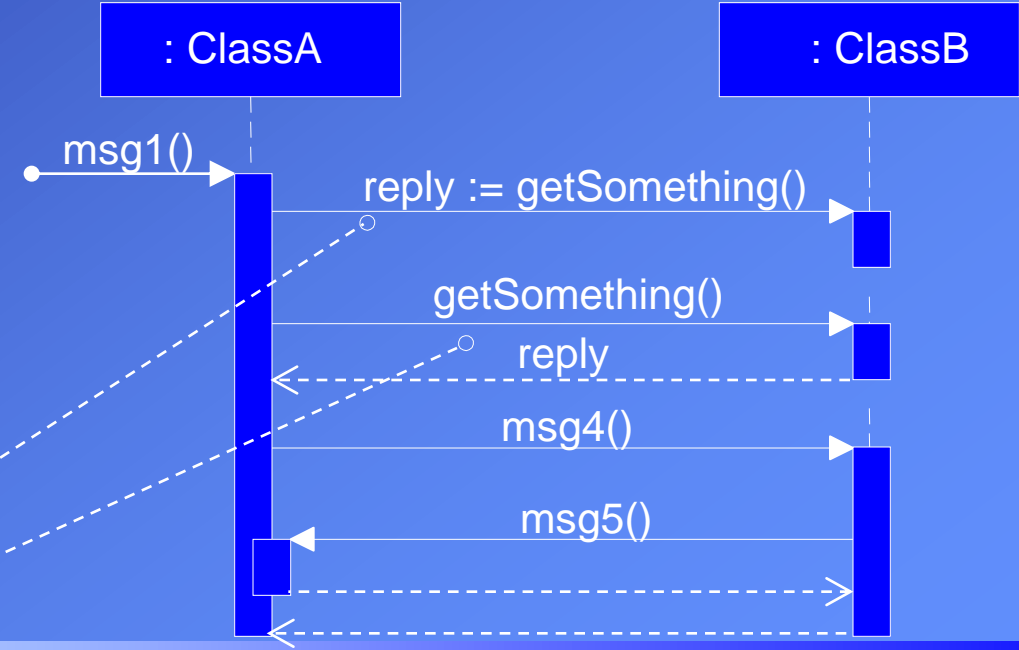 : ClassA
: ClassB
msg1()
reply := getSomething()
getSomething()
reply
msg4()
msg5()